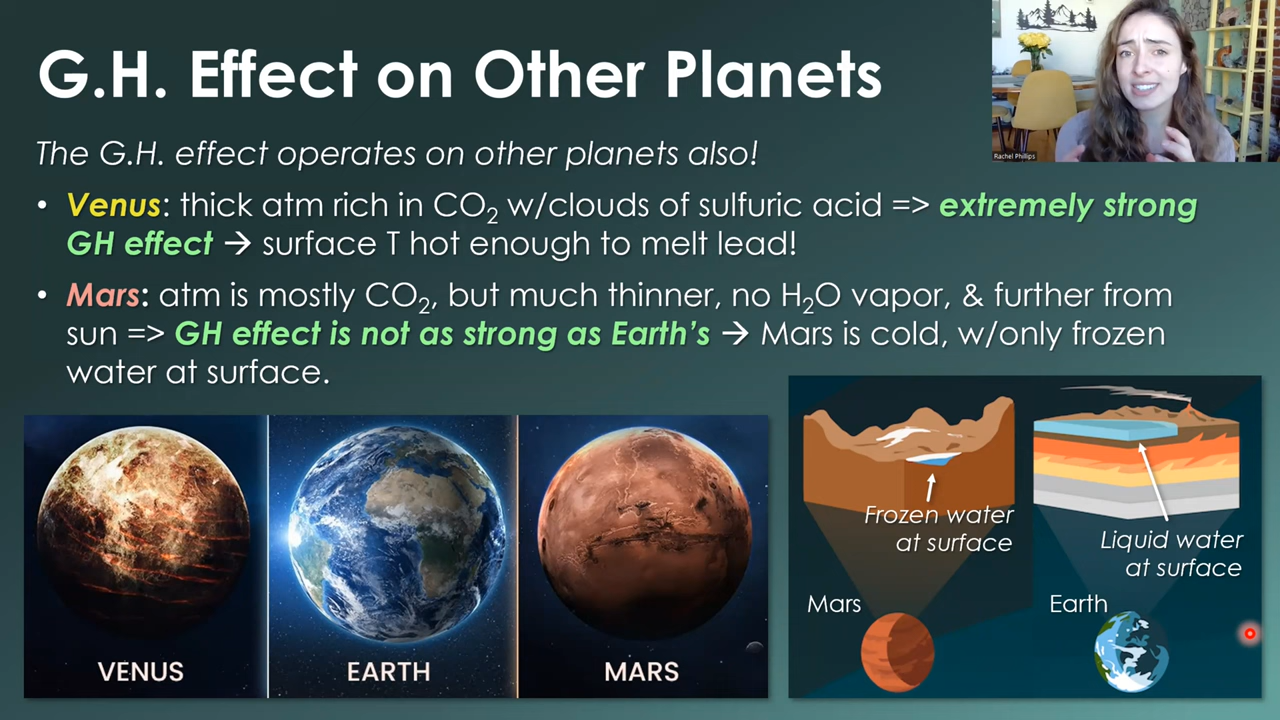 G.H. Effect on Other Planets
Rachel Phillips
The G.H. effect operates on other planets also!
• Venus: thick atm rich in CO₂ w/clouds of sulfuric acid => extremely strong
GH effect → surface T hot enough to melt lead!
• Mars: atm is mostly CO₂, but much thinner, no H₂O vapor, & further from
sun => GH effect is not as strong as Earth's → Mars is cold, w/only frozen
water at surface.
VENUS
EARTH
MARS
Frozen water
at surface
Liquid water
at surface
Mars
Earth